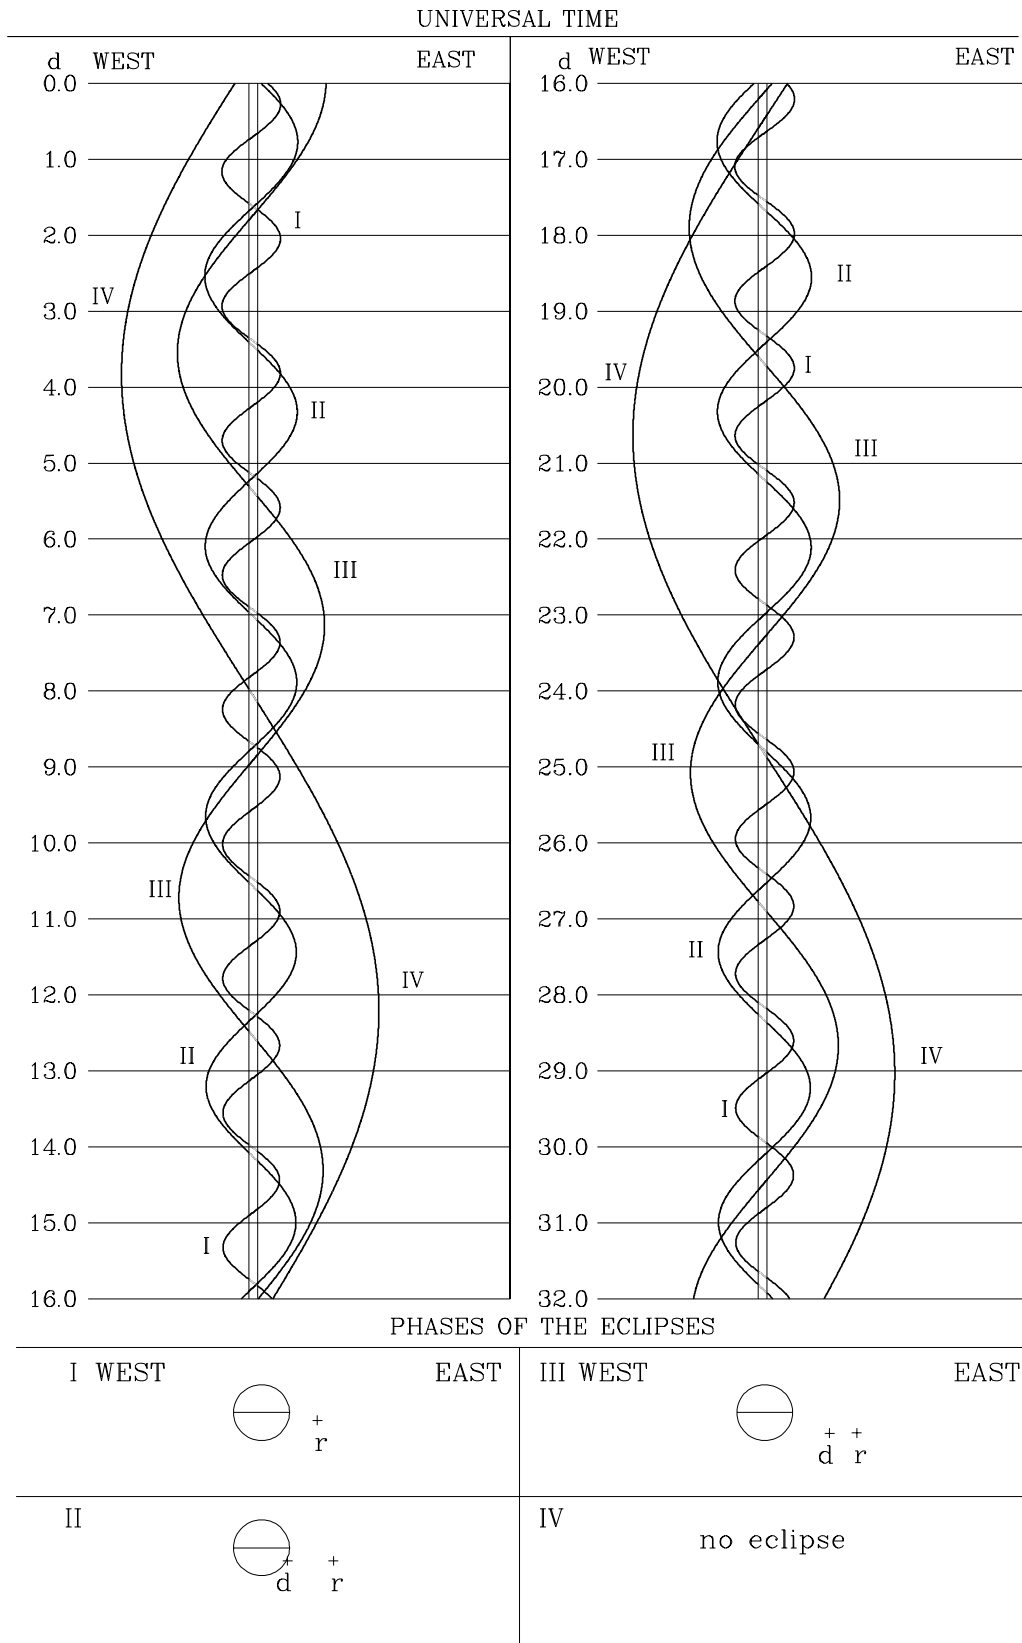 UNIVERSAL TIME
d WEST EAST
0.0
1.0
I
2.0
IV
3.0
4.0
II
5.0
6.0
III
7.0
8.0
9.0
10.0
III
11.0
IV
12.0
II
13.0
14.0
15.0
I
16.0
d WEST EAST
16.0
17.0
18.0
II
19.0
I
IV
20.0
III
21.0
22.0
23.0
24.0
III
25.0
26.0
27.0
II
28.0
IV
29.0
I
30.0
31.0
32.0
PHASES OF THE ECLIPSES
I WEST EAST
+
r
III WEST EAST
+ +
d r
II
+ +
d r
IV
no eclipse